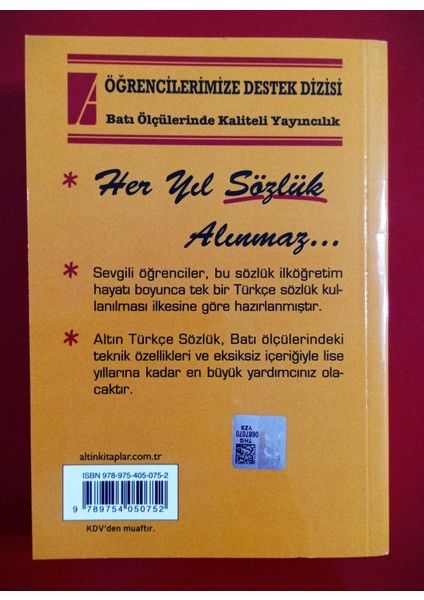 A
ÖĞRENCİLERİMİZE DESTEK DİZİSİ
Batı Ölçülerinde Kaliteli Yayıncılık
* Her Yıl Sözlük
Alınmaz...
* Sevgili öğrenciler, bu sözlük ilköğretim
hayatı boyunca tek bir Türkçe sözlük kul-
lanılması ilkesine göre hazırlanmıştır.
* Altın Türkçe Sözlük, Batı ölçülerindeki
teknik özellikleri ve eksiksiz içeriğiyle lise
yıllarına kadar en büyük yardımcınız ola-
caktır.
THG
0687070
YZS
altinkitaplar.com.tr
ISBN 978-975-405-075-2
9 789754 050752
KDV'den muaftır.